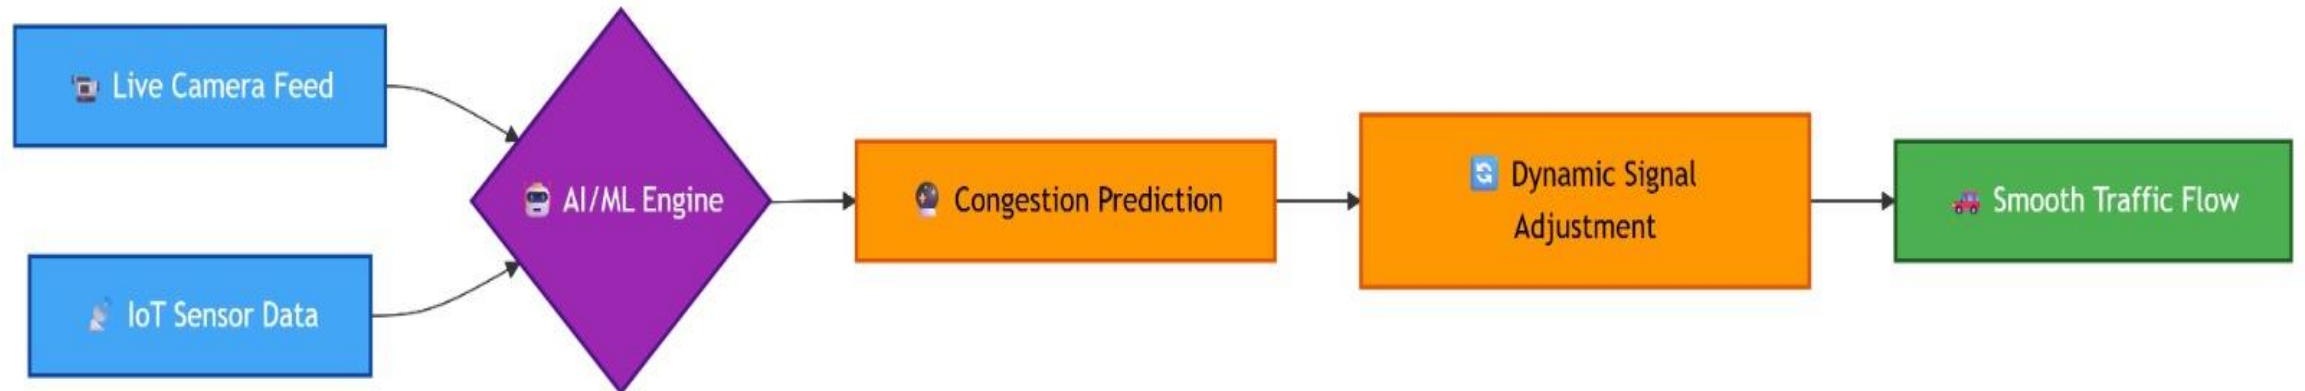 Live Camera Feed
IoT Sensor Data
AI/ML Engine
Congestion Prediction
Dynamic Signal
Adjustment
Smooth Traffic Flow